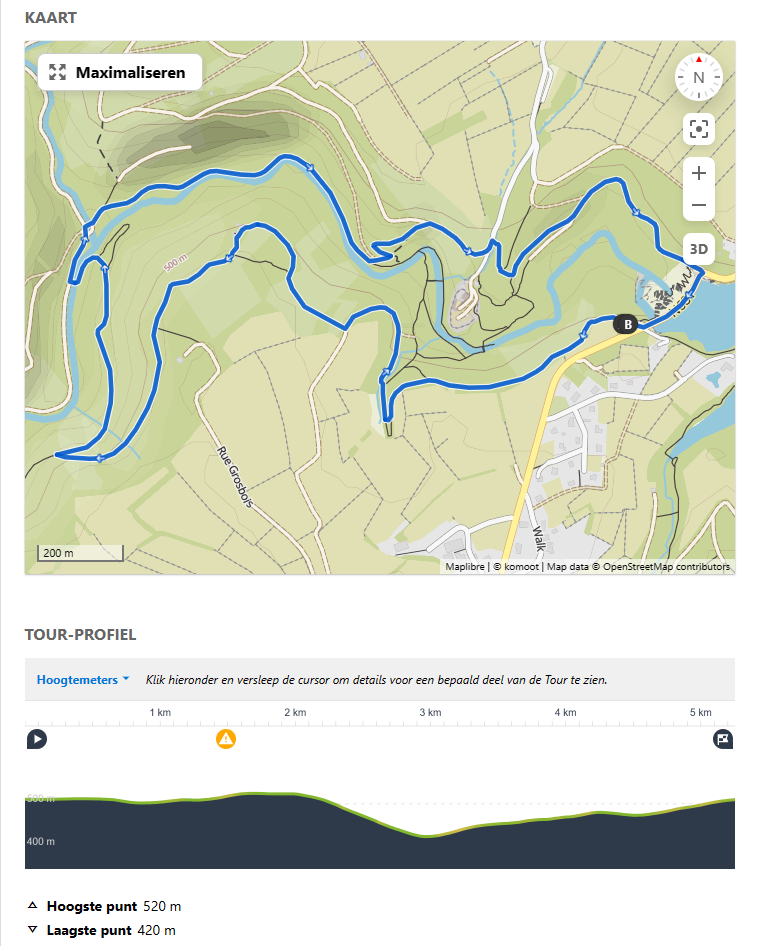 KAART
Maximaliseren
N
3D
500 m
B
Rue Grosbois
Walk
200 m
Maplibre | © komoot | Map data © OpenStreetMap contributors
TOUR-PROFIEL
Hoogtemeters Klik hieronder en versleep de cursor om details voor een bepaald deel van de Tour te zien.
1 km 2 km 3 km 4 km 5 km
500 m
400 m
Hoogste punt 520 m
Laagste punt 420 m